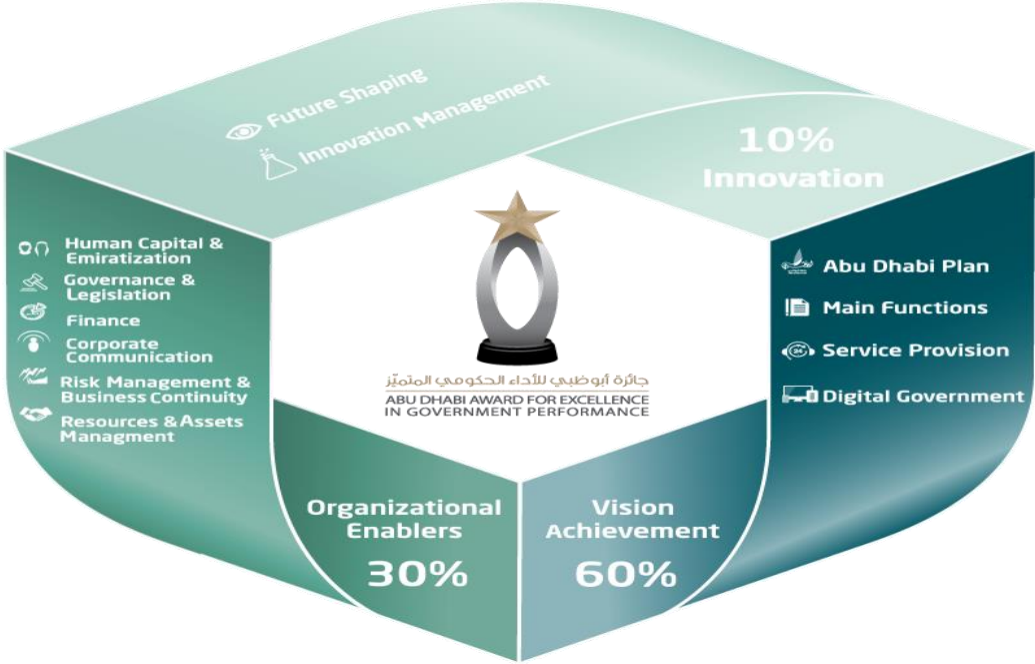 Future Shaping
Innovation Management
10%
Innovation
Human Capital &
Emiratization
Governance &
Legislation
Finance
Corporate
Communication
Risk Management &
Business Continuity
Resources & Assets
Managment
جائزة أبوظبي للأداء الحكومي المتميّز
ABU DHABI AWARD FOR EXCELLENCE
IN GOVERNMENT PERFORMANCE
Abu Dhabi Plan
Main Functions
Service Provision
Digital Government
Organizational
Enablers
30%
Vision
Achievement
60%